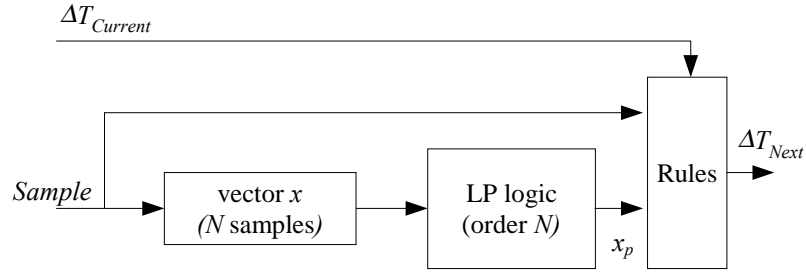 ΔT_Current
Sample
vector x
(N samples)
LP logic
(order N)
x_p
Rules
ΔT_Next